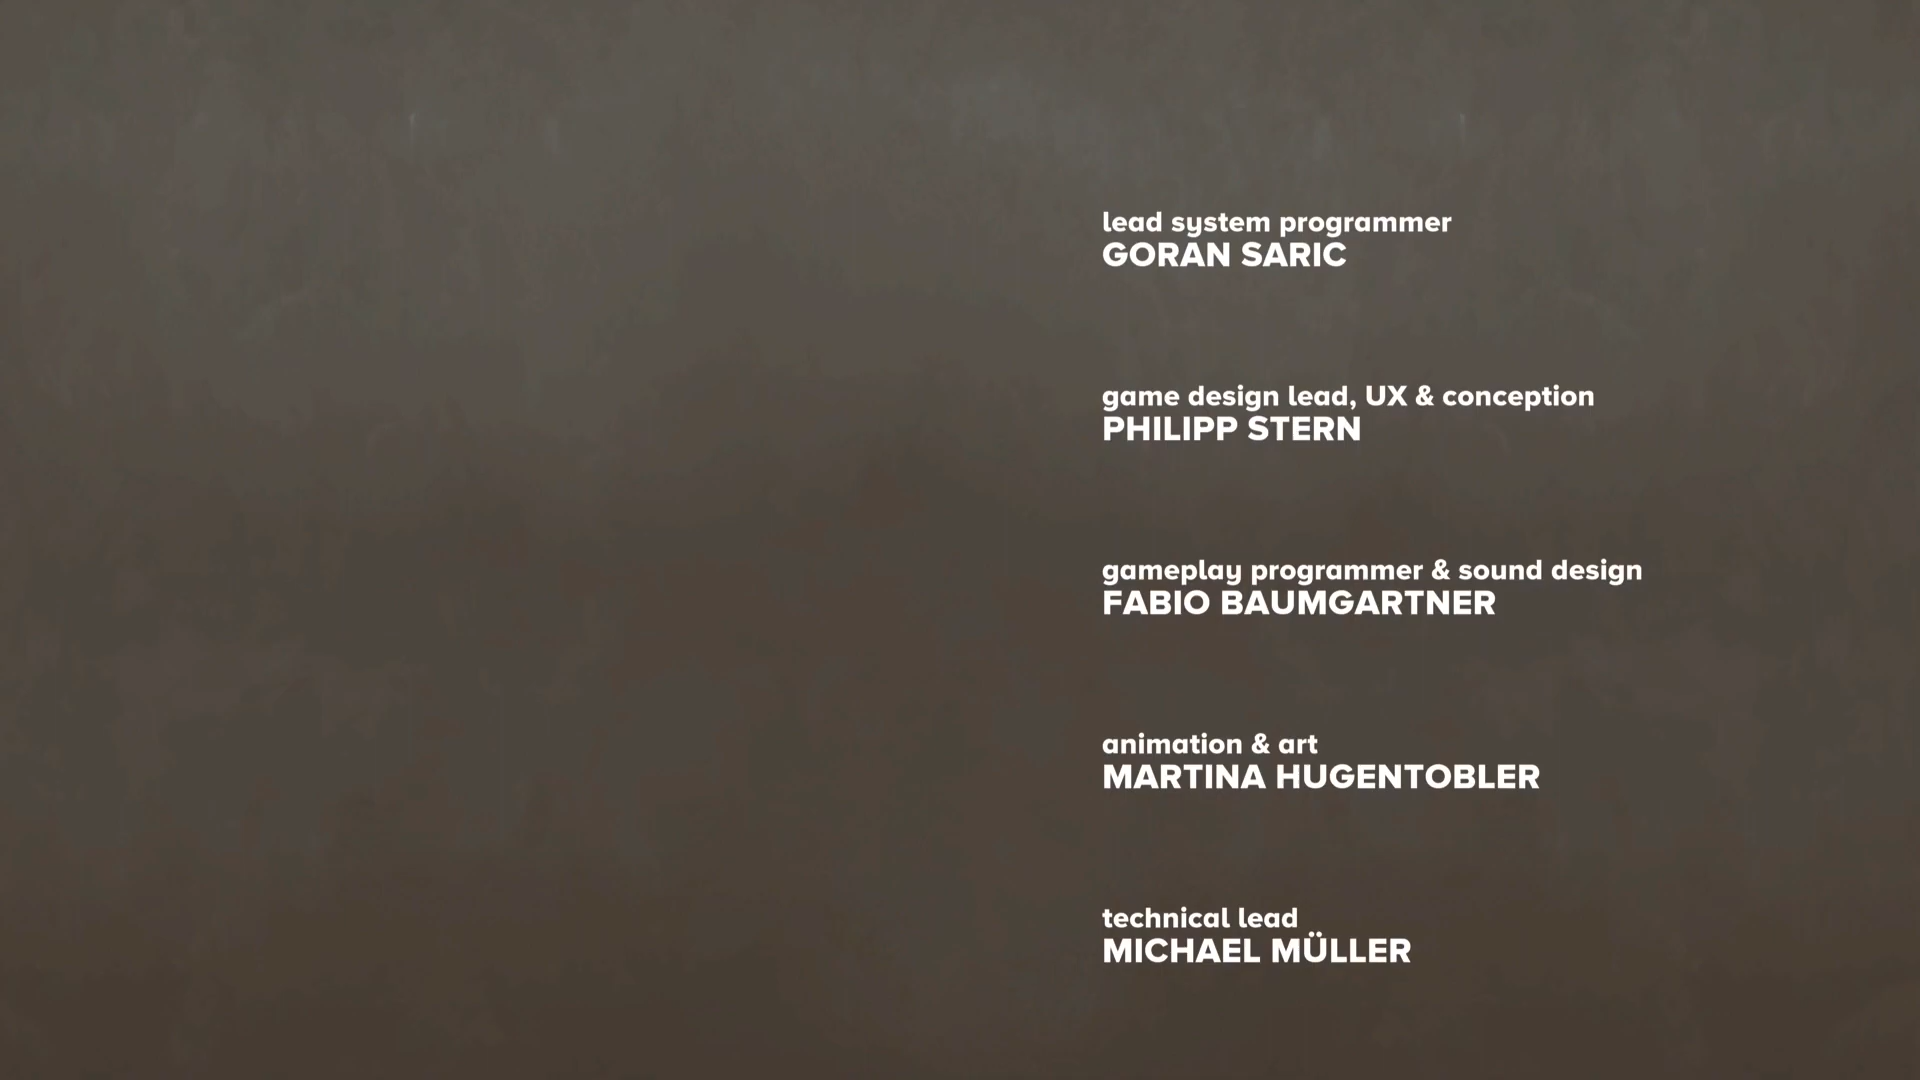 lead system programmer
GORAN SARIC
game design lead, UX & conception
PHILIPP STERN
gameplay programmer & sound design
FABIO BAUMGARTNER
animation & art
MARTINA HUGENTOBLER
technical lead
MICHAEL MÜLLER